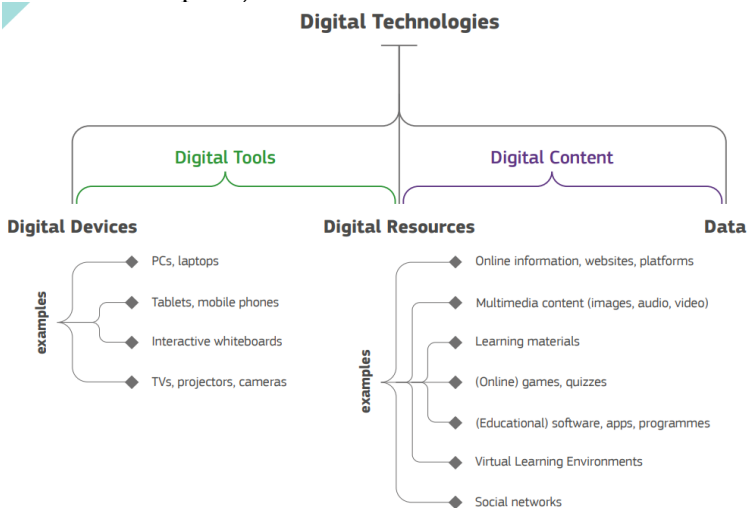 Digital Technologies
Digital Tools
Digital Content
Digital Devices
Digital Resources
Data
examples
PCs, laptops
Tablets, mobile phones
Interactive whiteboards
TVs, projectors, cameras
examples
Online information, websites, platforms
Multimedia content (images, audio, video)
Learning materials
(Online) games, quizzes
(Educational) software, apps, programmes
Virtual Learning Environments
Social networks